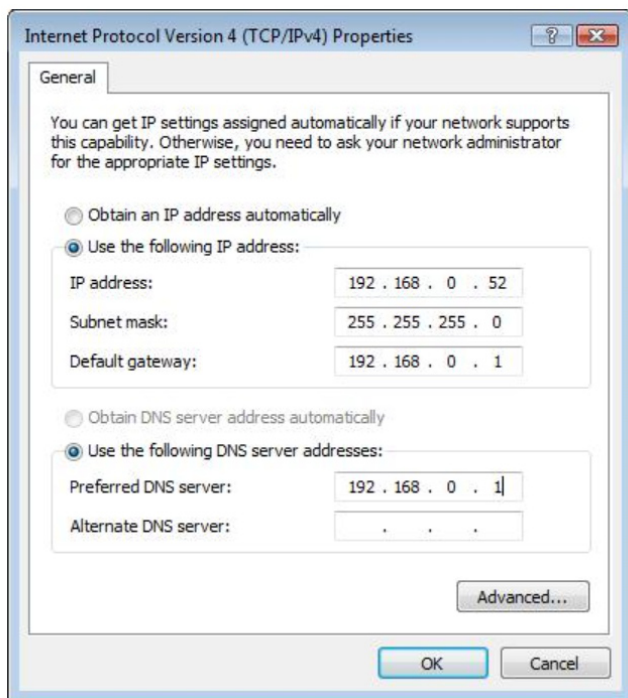 Internet Protocol Version 4 (TCP/IPv4) Properties
General
You can get IP settings assigned automatically if your network supports
this capability. Otherwise, you need to ask your network administrator
for the appropriate IP settings.
Obtain an IP address automatically
Use the following IP address:
IP address: 192 . 168 . 0 . 52
Subnet mask: 255 . 255 . 255 . 0
Default gateway: 192 . 168 . 0 . 1
Obtain DNS server address automatically
Use the following DNS server addresses:
Preferred DNS server: 192 . 168 . 0 . 1
Alternate DNS server: . . .
Advanced...
OK Cancel